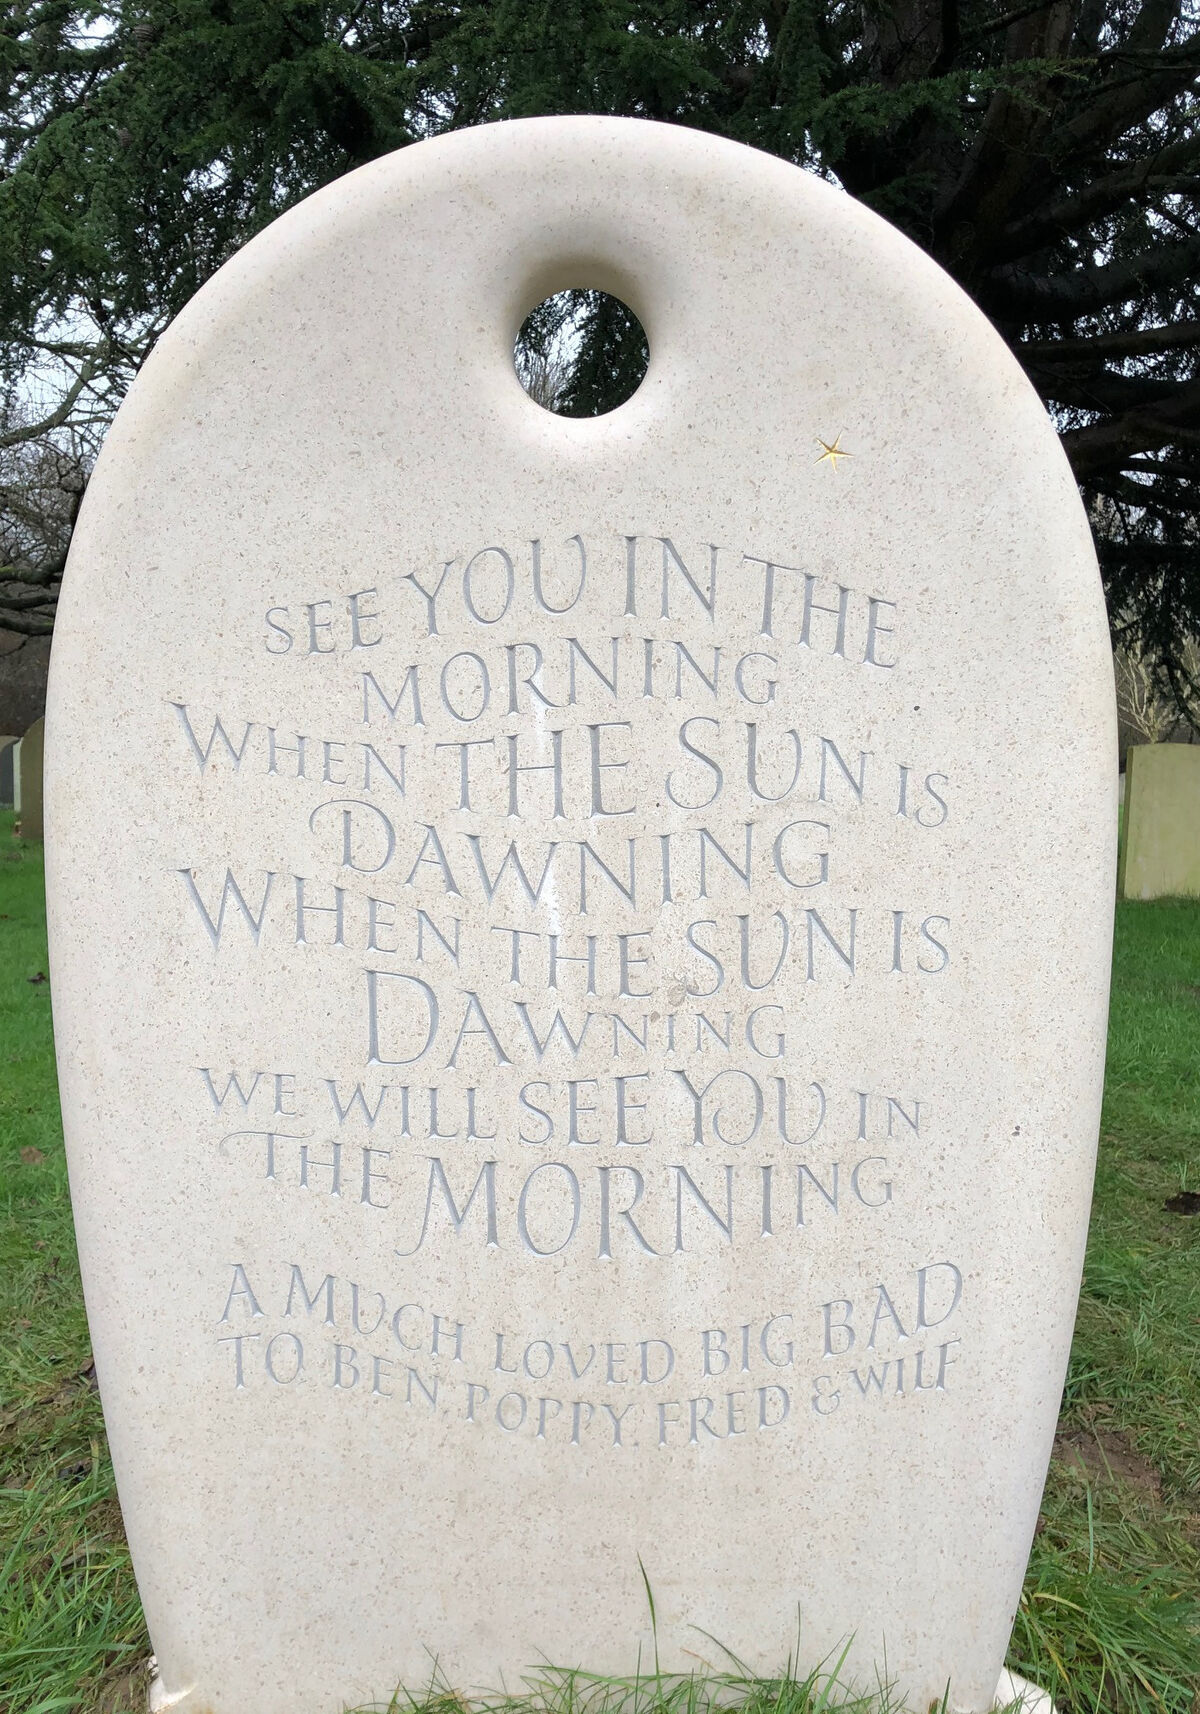 SEE YOU IN THE
MORNING
WHEN THE SUN IS
DAWNING
WHEN THE SUN IS
DAWNING
WE WILL SEE YOU IN
THE MORNING
A MUCH LOVED BIG BAD
TO BEN POPPY FRED & WILF